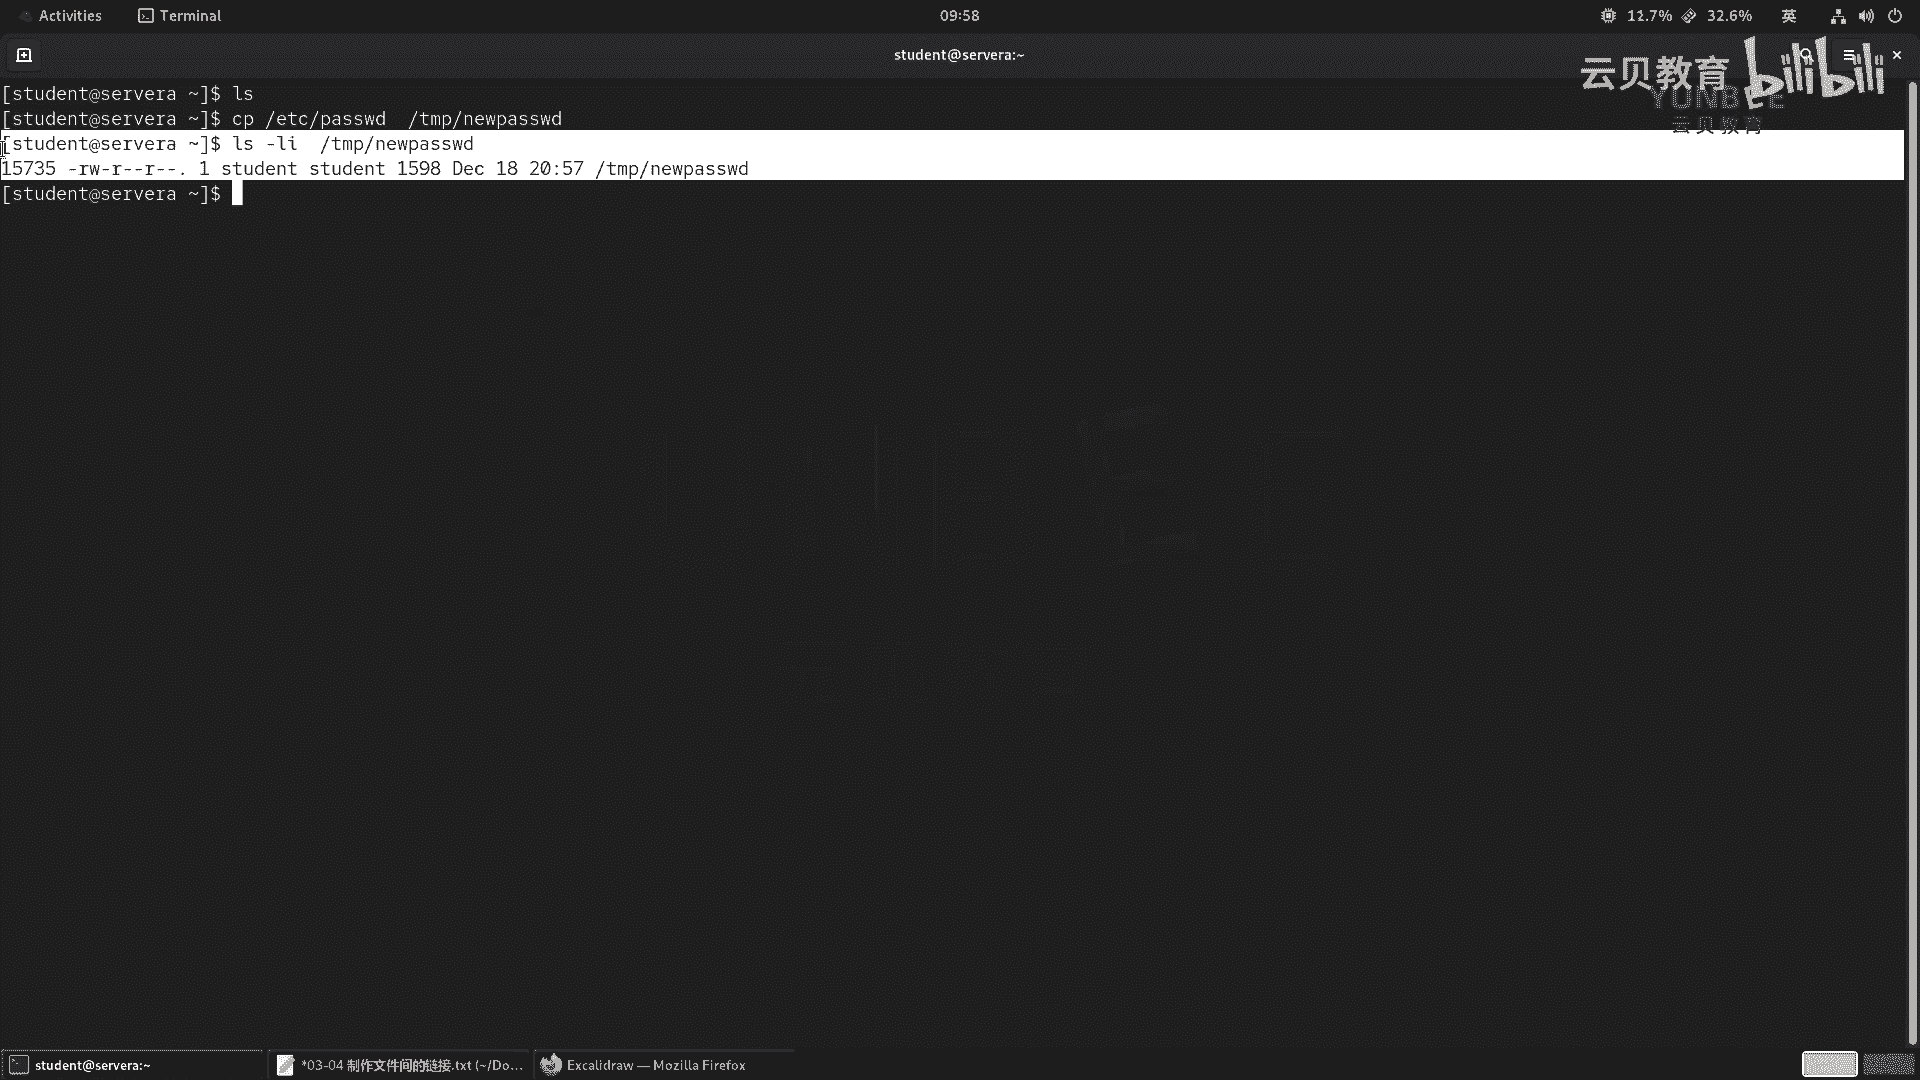 Activities Terminal 09:58 11.7% 32.6% 英
student@servera:~
云贝教育 bilibili
YUNBEE
云贝教育
[student@servera ~]$ ls
[student@servera ~]$ cp /etc/passwd  /tmp/newpasswd
[student@servera ~]$ ls -li  /tmp/newpasswd
15735 -rw-r--r--. 1 student student 1598 Dec 18 20:57 /tmp/newpasswd
[student@servera ~]$
student@servera:~ *03-04 制作文件间的链接.txt (~/Do... Excalidraw — Mozilla Firefox